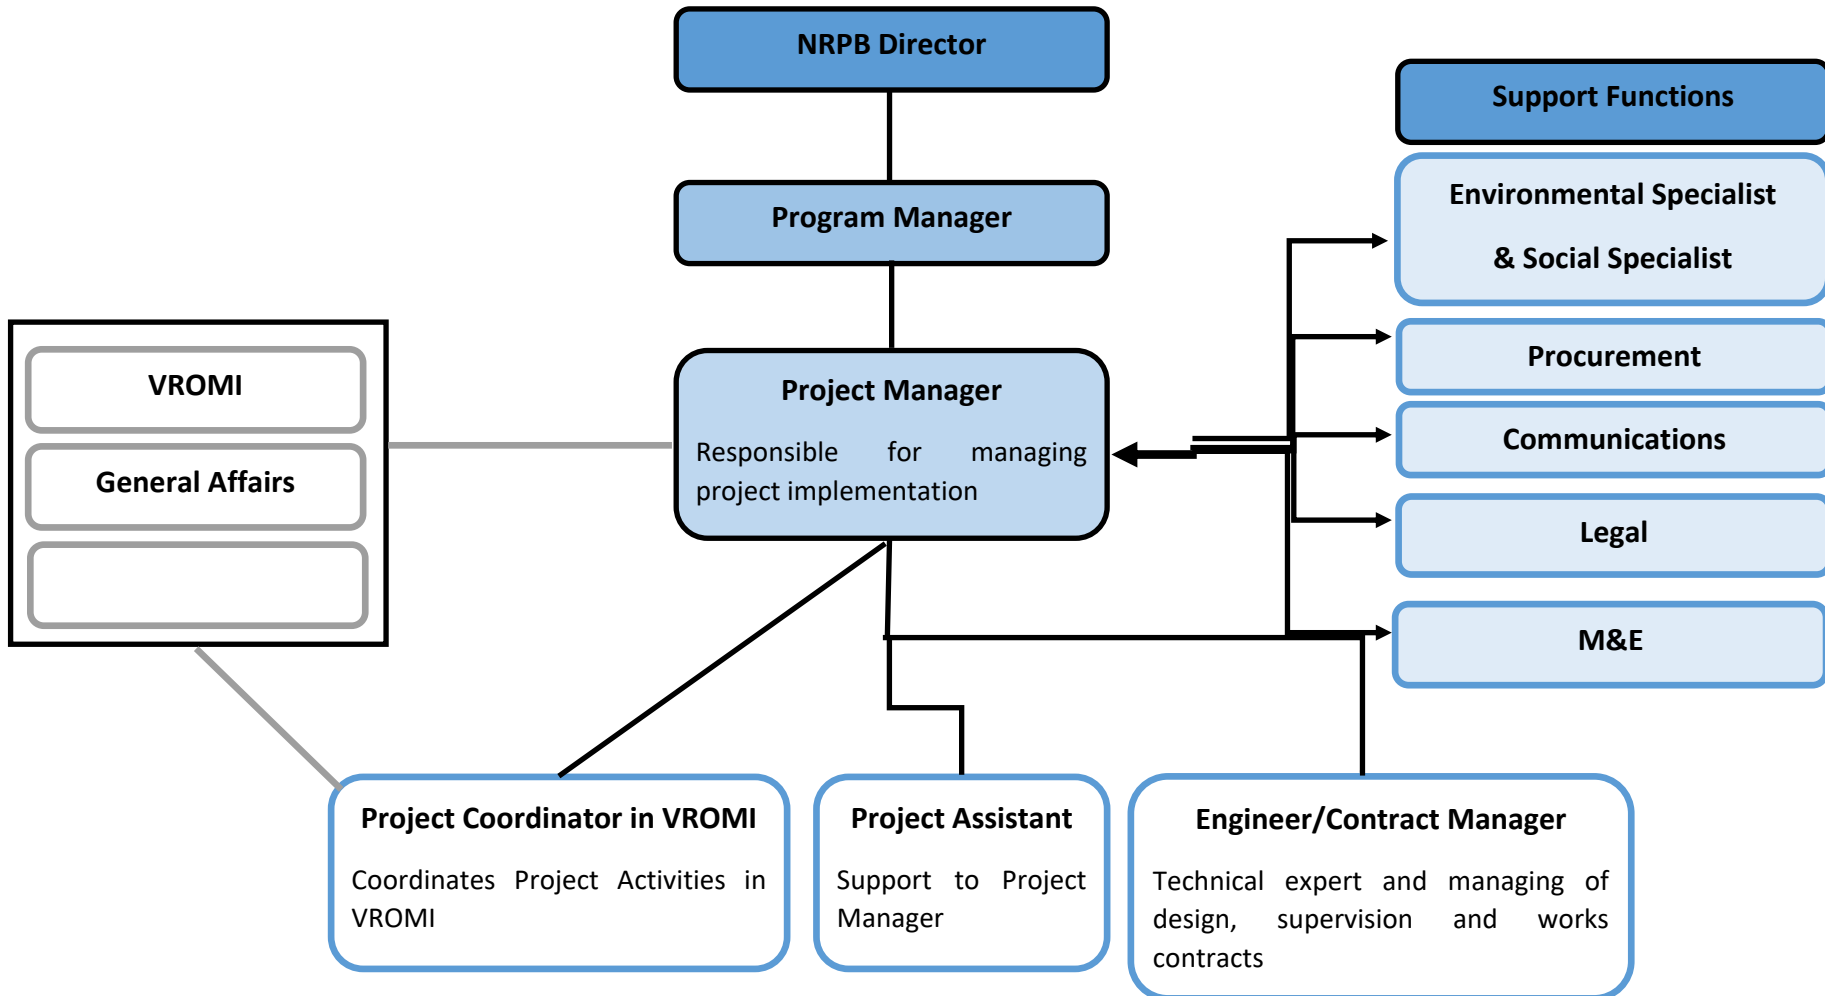 NRPB Director
Support Functions
Program Manager
Environmental Specialist
& Social Specialist
VROMI
General Affairs
Project Manager
Responsible for managing
project implementation
Procurement
Communications
Legal
M&E
Project Coordinator in VROMI
Coordinates Project Activities in
VROMI
Project Assistant
Support to Project
Manager
Engineer/Contract Manager
Technical expert and managing of
design, supervision and works
contracts